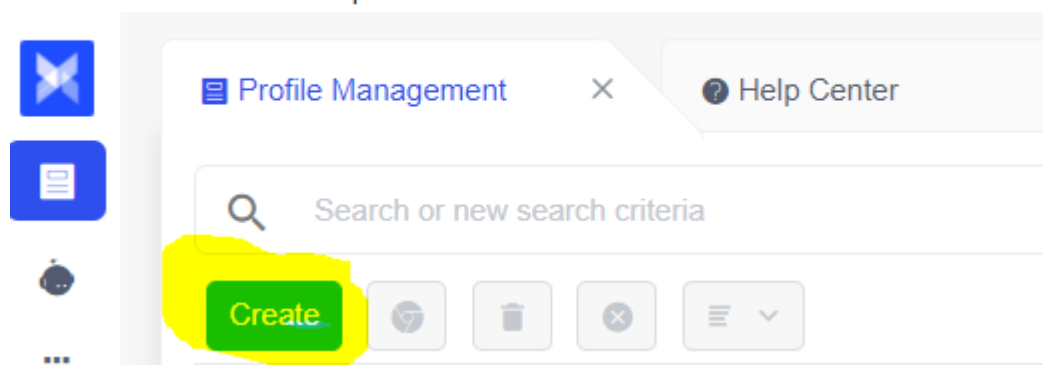 Profile Management
Help Center
Search or new search criteria
Create